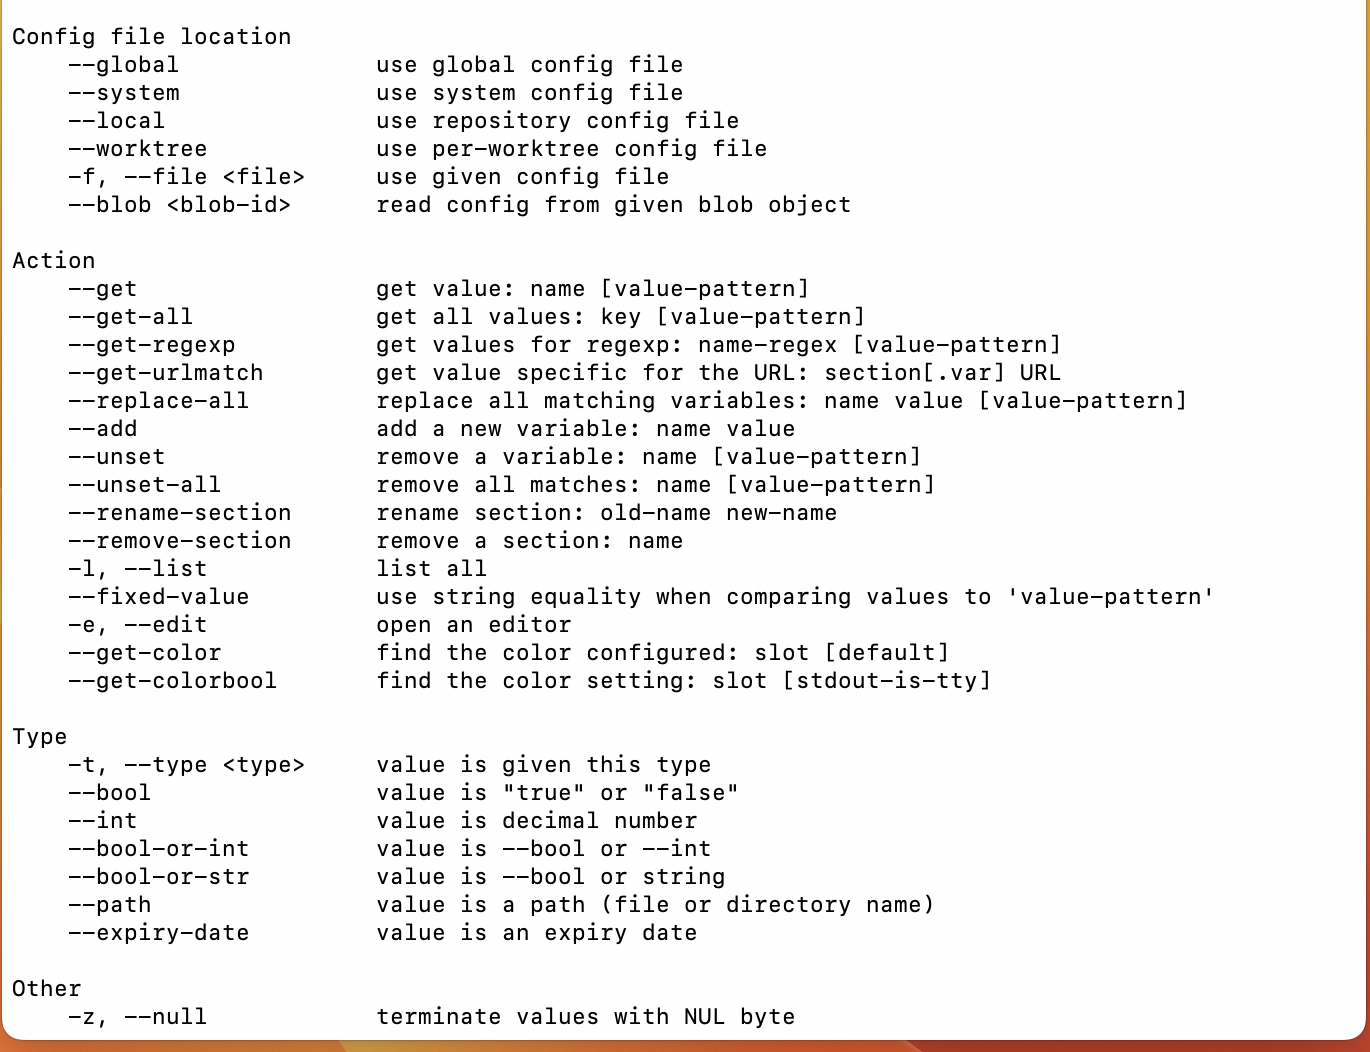 Config file location
    --global              use global config file
    --system              use system config file
    --local               use repository config file
    --worktree            use per-worktree config file
    -f, --file <file>     use given config file
    --blob <blob-id>      read config from given blob object

Action
    --get                 get value: name [value-pattern]
    --get-all             get all values: key [value-pattern]
    --get-regexp          get values for regexp: name-regex [value-pattern]
    --get-urlmatch        get value specific for the URL: section[.var] URL
    --replace-all         replace all matching variables: name value [value-pattern]
    --add                 add a new variable: name value
    --unset               remove a variable: name [value-pattern]
    --unset-all           remove all matches: name [value-pattern]
    --rename-section      rename section: old-name new-name
    --remove-section      remove a section: name
    -l, --list            list all
    --fixed-value         use string equality when comparing values to 'value-pattern'
    -e, --edit            open an editor
    --get-color           find the color configured: slot [default]
    --get-colorbool       find the color setting: slot [stdout-is-tty]

Type
    -t, --type <type>     value is given this type
    --bool                value is "true" or "false"
    --int                 value is decimal number
    --bool-or-int         value is --bool or --int
    --bool-or-str         value is --bool or string
    --path                value is a path (file or directory name)
    --expiry-date         value is an expiry date

Other
    -z, --null            terminate values with NUL byte